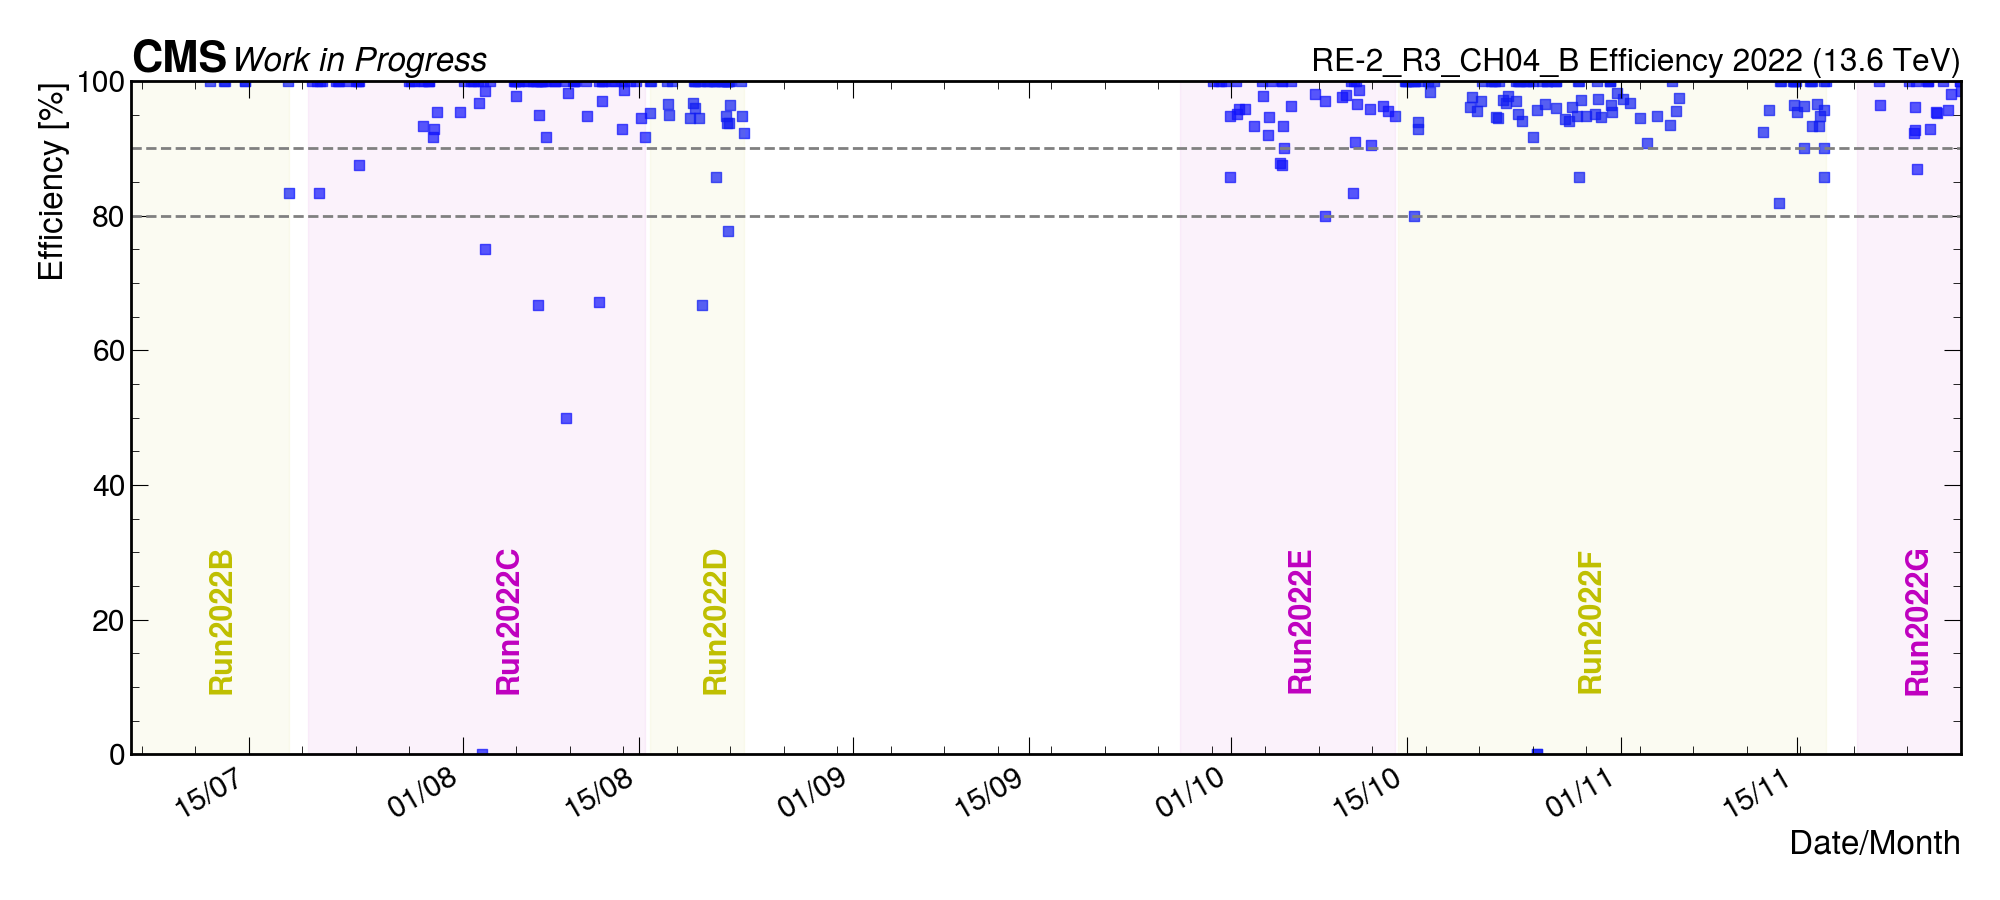 CMS Work in Progress
RE-2_R3_CH04_B Efficiency 2022 (13.6 TeV)
Efficiency [%]
100
80
60
40
20
0
Run2022B
Run2022C
Run2022D
Run2022E
Run2022F
Run2022G
15/07
01/08
15/08
01/09
15/09
01/10
15/10
01/11
15/11
Date/Month